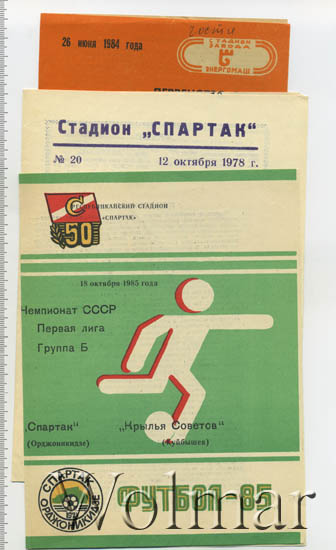 26 июня 1984 года
гости
СТАДИОН
ЗАВОДА
ЭНЕРГОМАШ
Стадион „СПАРТАК“
№ 20
12 октября 1978 г.
С
50
РЕСПУБЛИКАНСКИЙ СТАДИОН
«СПАРТАК»
18 октября 1985 года
Чемпионат СССР
Первая лига
Группа Б
„Спартак“
(Орджоникидзе)
„Крылья Советов“
(Куйбышев)
СПАРТАК
ОРДЖОНИКИДЗЕ
ФУТБОЛ-85
Volmar